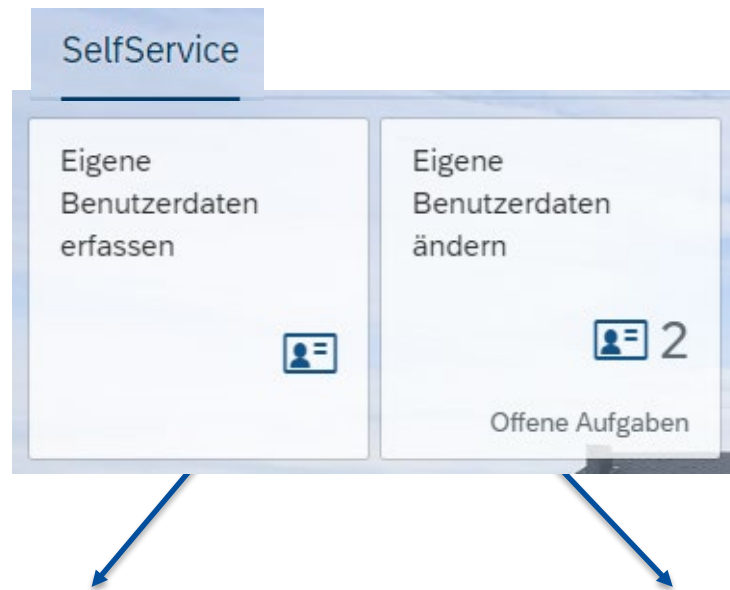 SelfService
Eigene
Benutzerdaten
erfassen
Eigene
Benutzerdaten
ändern
2
Offene Aufgaben